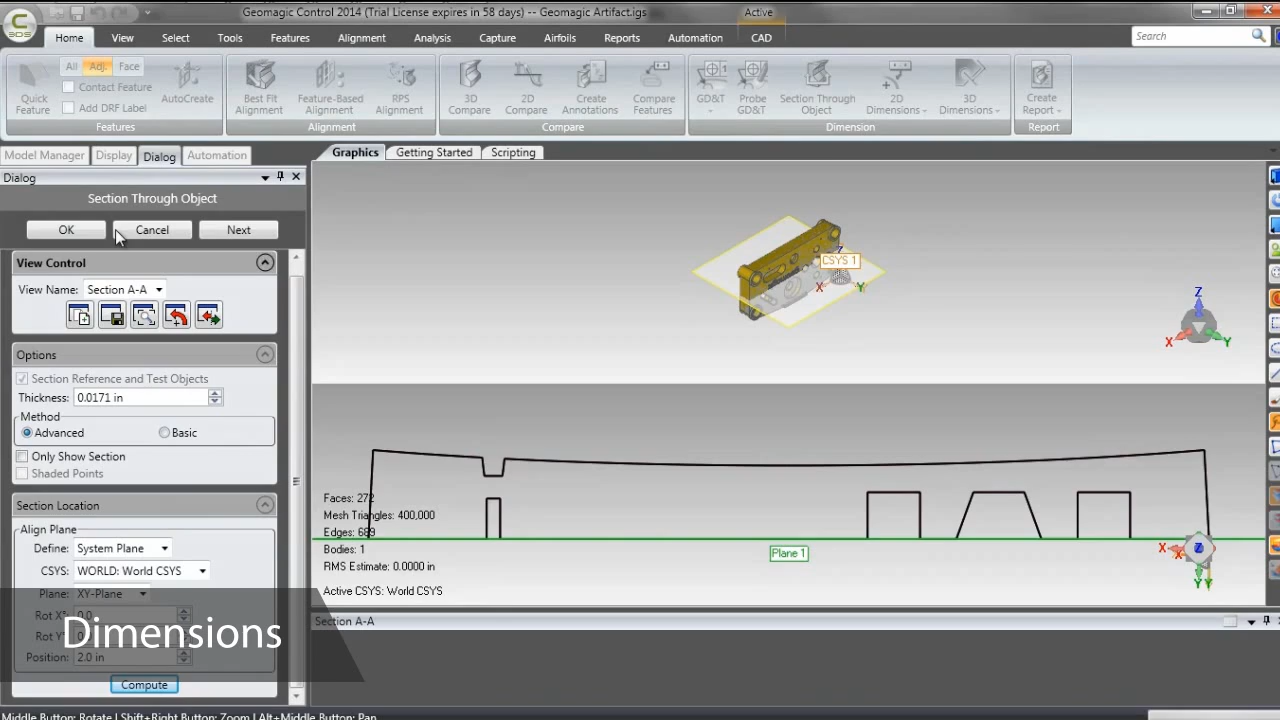 Geomagic Control 2014 (Trial License expires in 58 days) -- Geomagic Artifact.igs
Active
C
3DS
Home View Select Tools Features Alignment Analysis Capture Airfoils Reports Automation CAD Search
All Adj. Face
Contact Feature
Add DRF Label
Quick Feature
AutoCreate
Best Fit Alignment
Feature-Based Alignment
RPS Alignment
3D Compare
2D Compare
Create Annotations
Compare Features
GD&T
Probe GD&T
Section Through Object
2D Dimensions
3D Dimensions
Create Report
Features Alignment Compare Dimension Report
Model Manager Display Dialog Automation
Graphics Getting Started Scripting
Dialog
Section Through Object
OK Cancel Next
View Control
View Name: Section A-A
Options
Section Reference and Test Objects
Thickness: 0.0171 in
Method
Advanced Basic
Only Show Section
Shaded Points
Section Location
Align Plane
Define: System Plane
CSYS: WORLD: World CSYS
Plane: XY-Plane
Rot X: 0.0
Rot Y:
Position: 2.0 in
Compute
Dimensions
CSYS 1
Z
X
Y
Z
X
Y
Faces: 272
Mesh Triangles: 400,000
Edges: 689
Bodies: 1
RMS Estimate: 0.0000 in
Active CSYS: World CSYS
Plane 1
X
X
Z
Y
Y
Section A-A
Middle Button: Rotate | Shift+Right Button: Zoom | Alt+Middle Button: Pan